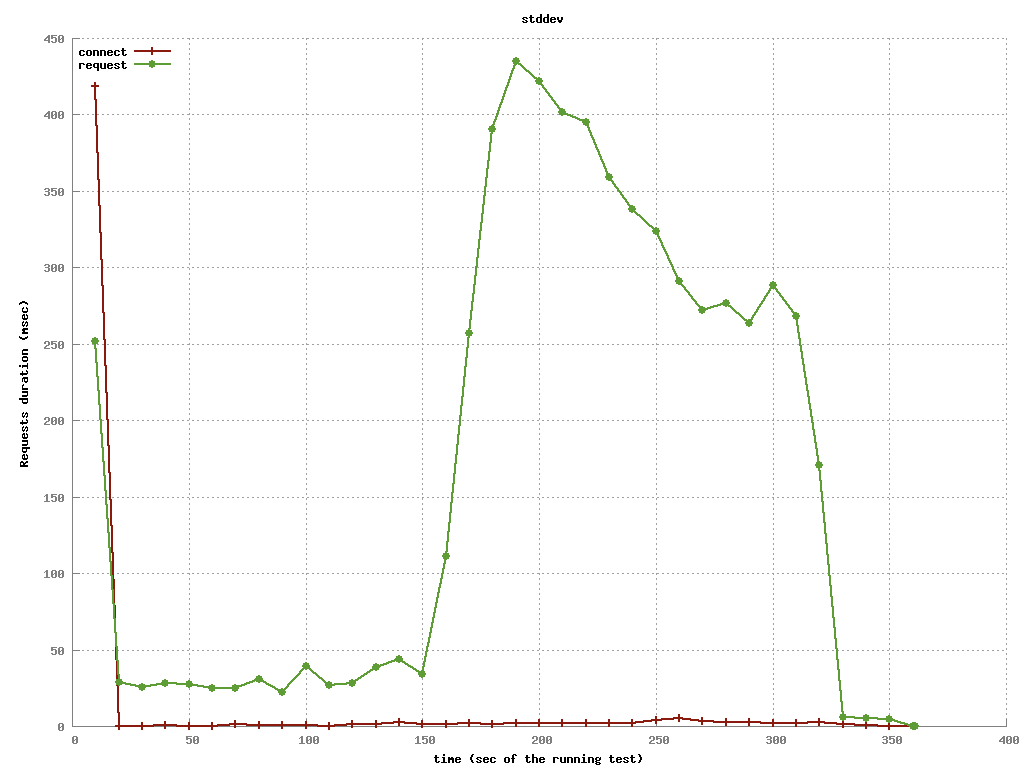 stddev
connect
request
450
400
350
300
250
200
150
100
50
0
Requests duration (msec)
0 50 100 150 200 250 300 350 400
time (sec of the running test)